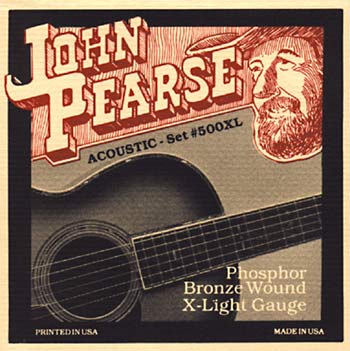 JOHN
PEARSE
ACOUSTIC - Set #500XL
Phosphor
Bronze Wound
X-Light Gauge
PRINTED IN USA
MADE IN USA